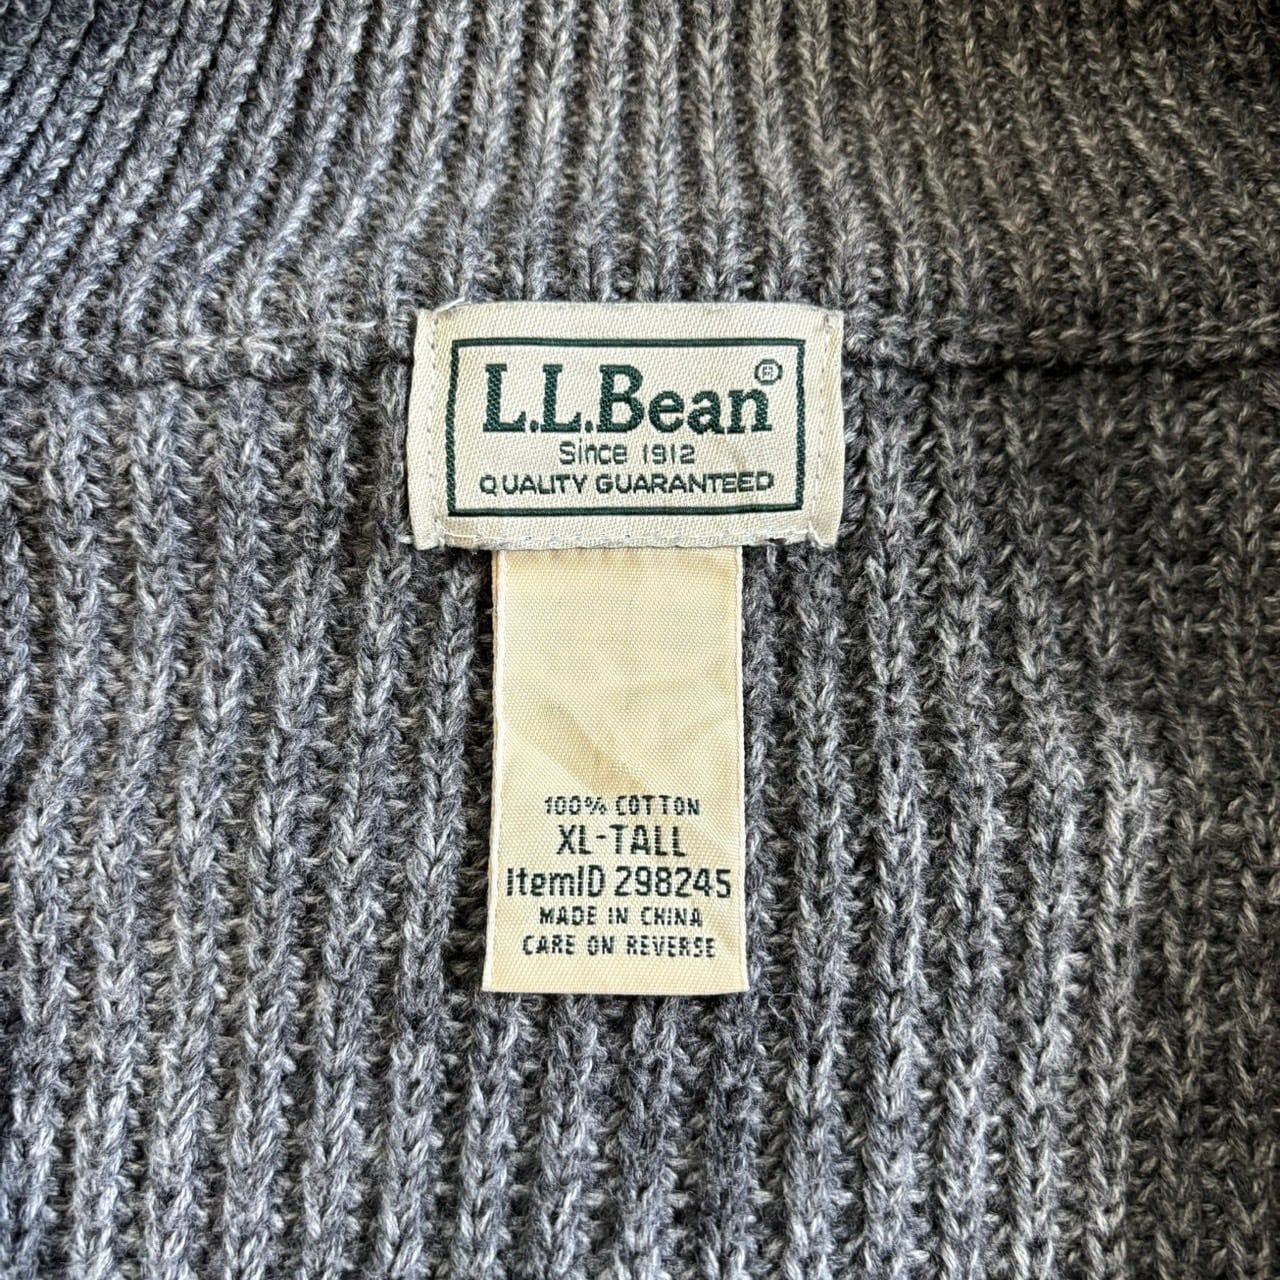 L.L.Bean®
Since 1912
QUALITY GUARANTEED
100% COTTON
XL-TALL
ItemID 298245
MADE IN CHINA
CARE ON REVERSE